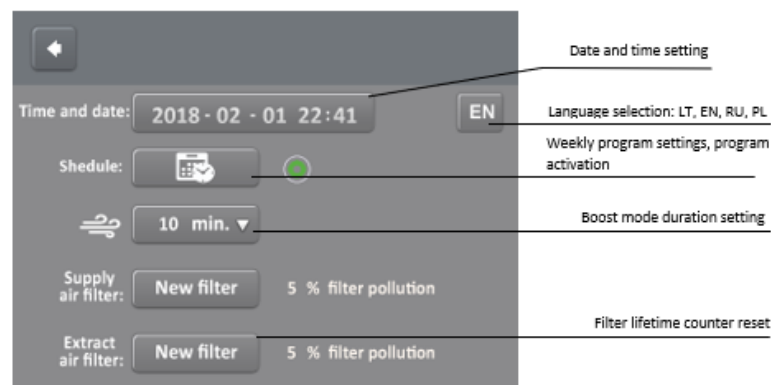 Date and time setting
Time and date: 2018-02-01 22:41 EN
Language selection: LT, EN, RU, PL
Weekly program settings, program
activation
Shedule:
10 min. ▼
Boost mode duration setting
Supply
air filter: New filter 5 % filter pollution
Filter lifetime counter reset
Extract
air filter: New filter 5 % filter pollution